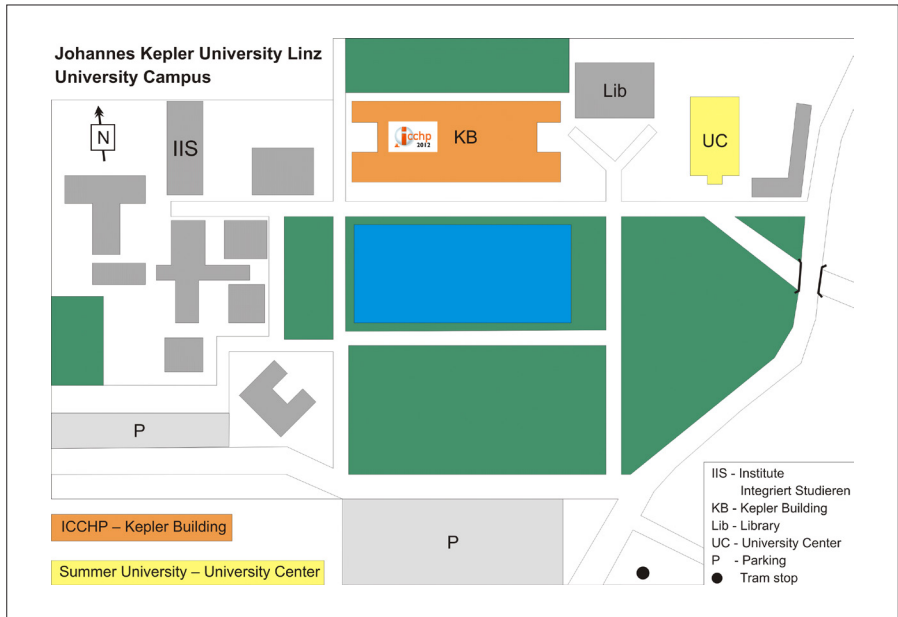 Johannes Kepler University Linz
University Campus
N
IIS
icchp
2012
KB
Lib
UC
P
P
ICCHP – Kepler Building
Summer University – University Center
IIS - Institute
Integriert Studieren
KB - Kepler Building
Lib - Library
UC - University Center
P - Parking
Tram stop